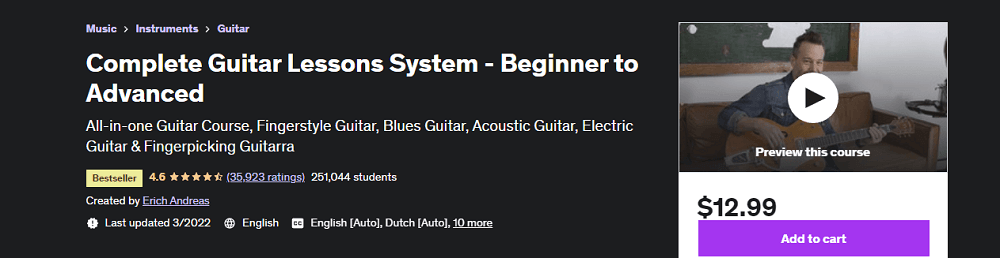 Music > Instruments > Guitar
Complete Guitar Lessons System - Beginner to
Advanced
All-in-one Guitar Course, Fingerstyle Guitar, Blues Guitar, Acoustic Guitar, Electric
Guitar & Fingerpicking Guitarra
Bestseller 4.6 (35,923 ratings) 251,044 students
Created by Erich Andreas
Last updated 3/2022 English English [Auto], Dutch [Auto], 10 more
Preview this course
$12.99
Add to cart